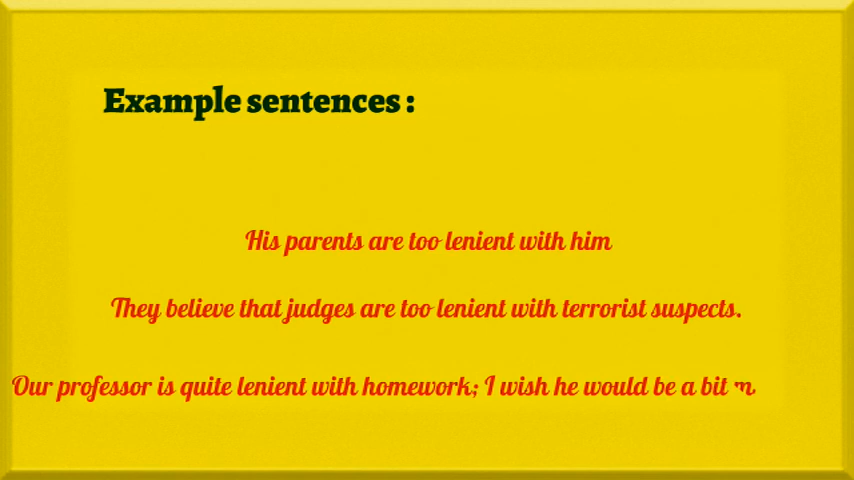 Example sentences :
His parents are too lenient with him
They believe that judges are too lenient with terrorist suspects.
Our professor is quite lenient with homework; I wish he would be a bit